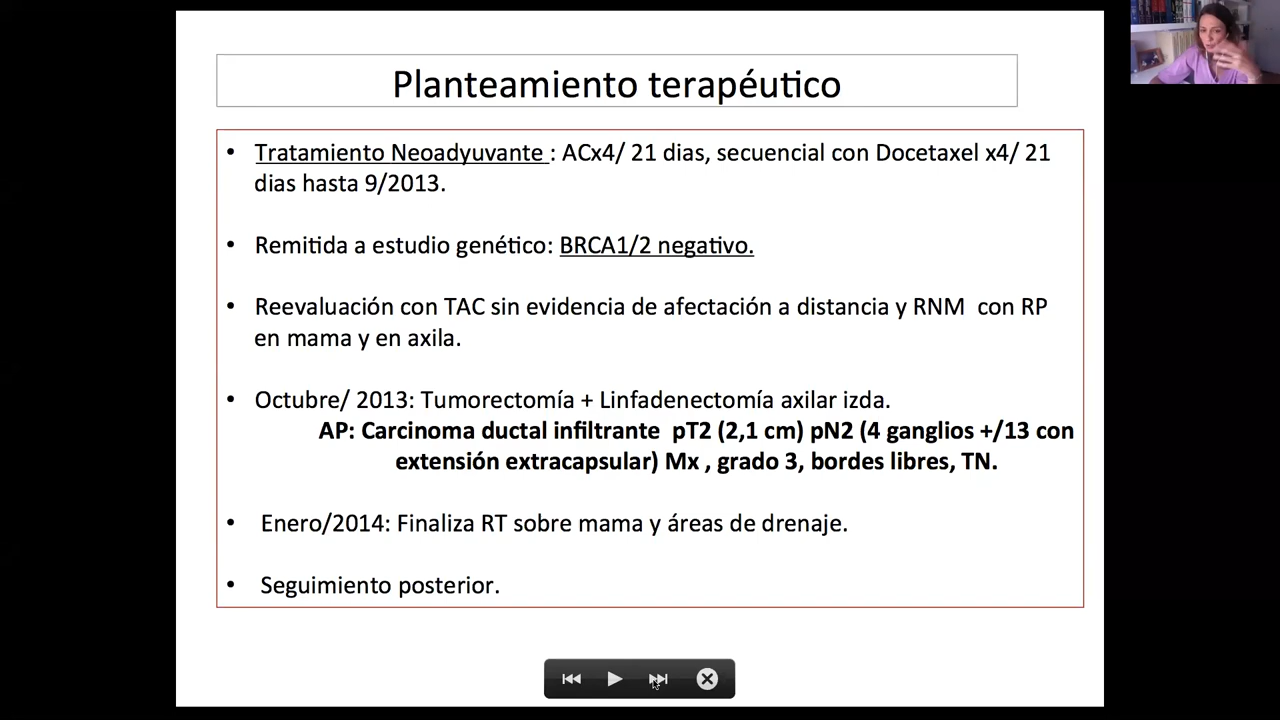 Planteamiento terapéutico
• Tratamiento Neoadyuvante : ACx4/ 21 dias, secuencial con Docetaxel x4/ 21
dias hasta 9/2013.
• Remitida a estudio genético: BRCA1/2 negativo.
• Reevaluación con TAC sin evidencia de afectación a distancia y RNM con RP
en mama y en axila.
• Octubre/ 2013: Tumorectomía + Linfadenectomía axilar izda.
AP: Carcinoma ductal infiltrante pT2 (2,1 cm) pN2 (4 ganglios +/13 con
extensión extracapsular) Mx , grado 3, bordes libres, TN.
• Enero/2014: Finaliza RT sobre mama y áreas de drenaje.
• Seguimiento posterior.